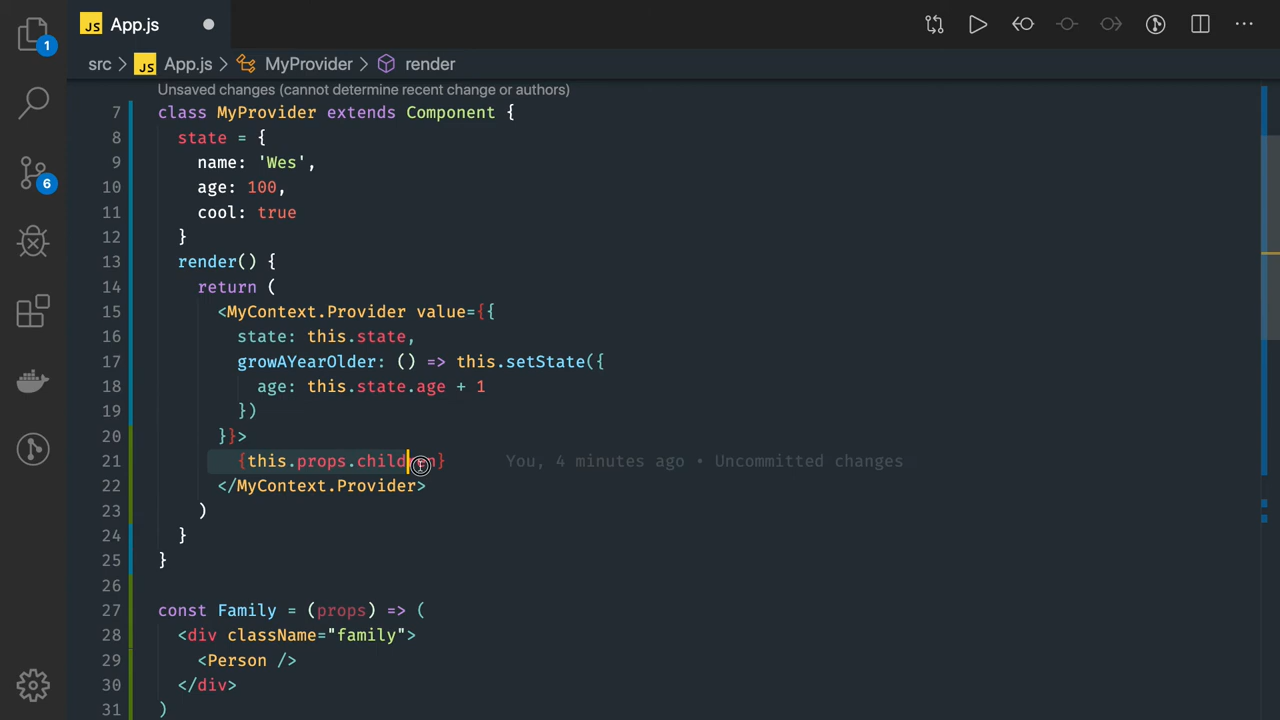 1
JS App.js
src > JS App.js > MyProvider > render
Unsaved changes (cannot determine recent change or authors)
7 class MyProvider extends Component {
8 state = {
9 name: 'Wes',
10 age: 100,
11 cool: true
12 }
13 render() {
14 return (
15 <MyContext.Provider value={{
16 state: this.state,
17 growAYearOlder: () => this.setState({
18 age: this.state.age + 1
19 })
20 }}>
21 {this.props.children} You, 4 minutes ago • Uncommitted changes
22 </MyContext.Provider>
23 )
24 }
25 }
26
27 const Family = (props) => (
28 <div className="family">
29 <Person />
30 </div>
31 )
6